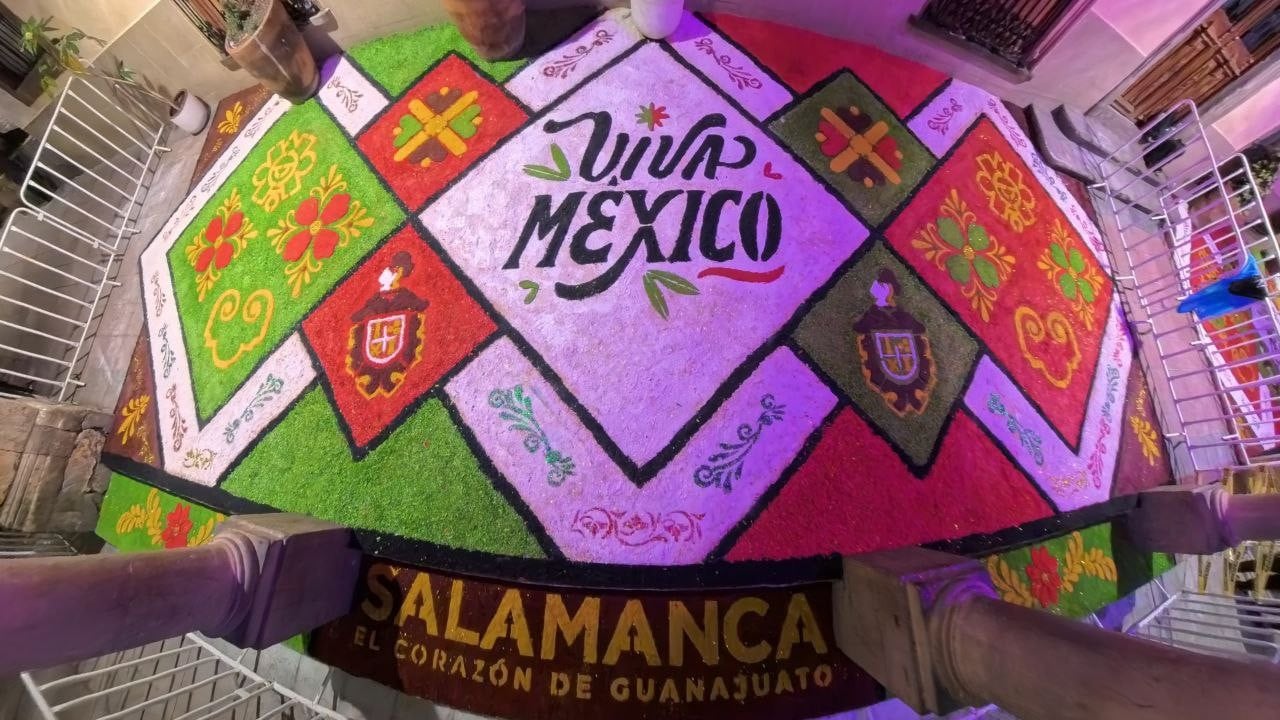 VIVA
MÉXICO
SALAMANCA
EL CORAZÓN DE GUANAJUATO